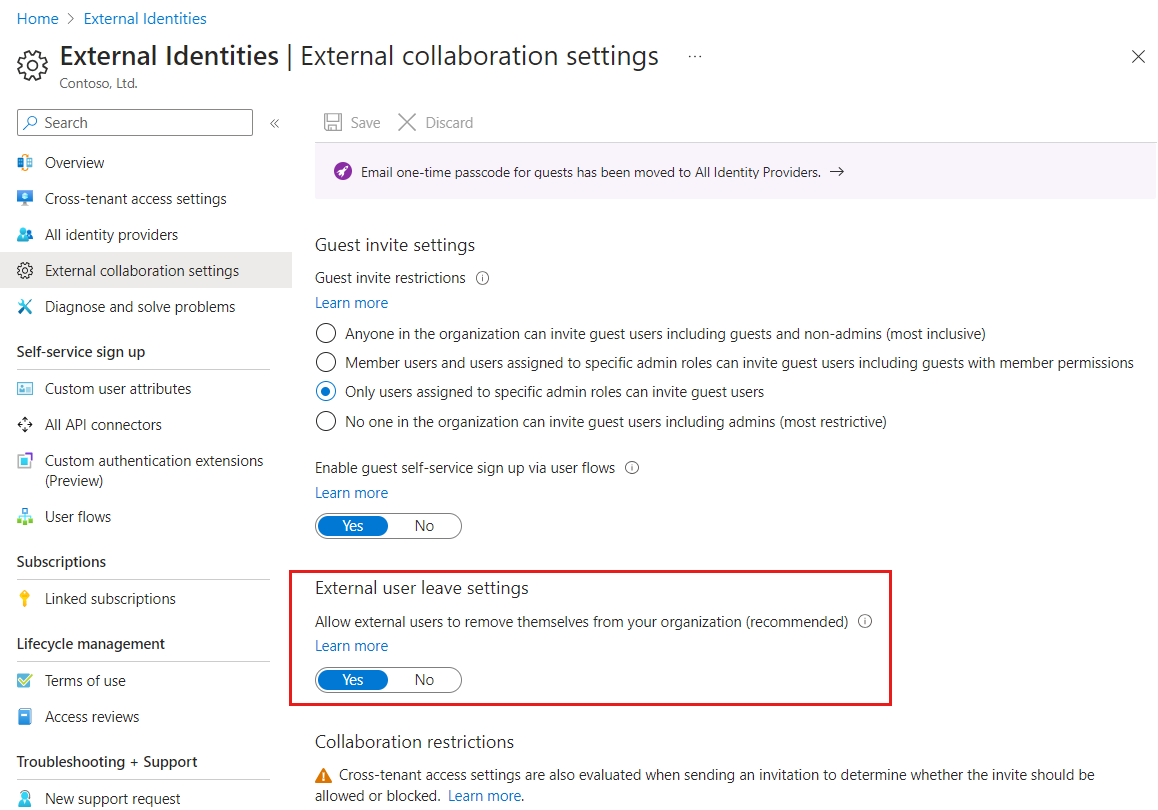 Home > External Identities
External Identities | External collaboration settings ...
Contoso, Ltd.
Search «
Overview
Cross-tenant access settings
All identity providers
External collaboration settings
Diagnose and solve problems
Self-service sign up
Custom user attributes
All API connectors
Custom authentication extensions
(Preview)
User flows
Subscriptions
Linked subscriptions
Lifecycle management
Terms of use
Access reviews
Troubleshooting + Support
New support request
Save Discard
Email one-time passcode for guests has been moved to All Identity Providers. →
Guest invite settings
Guest invite restrictions
Learn more
Anyone in the organization can invite guest users including guests and non-admins (most inclusive)
Member users and users assigned to specific admin roles can invite guest users including guests with member permissions
Only users assigned to specific admin roles can invite guest users
No one in the organization can invite guest users including admins (most restrictive)
Enable guest self-service sign up via user flows
Learn more
Yes No
External user leave settings
Allow external users to remove themselves from your organization (recommended)
Learn more
Yes No
Collaboration restrictions
Cross-tenant access settings are also evaluated when sending an invitation to determine whether the invite should be
allowed or blocked. Learn more.